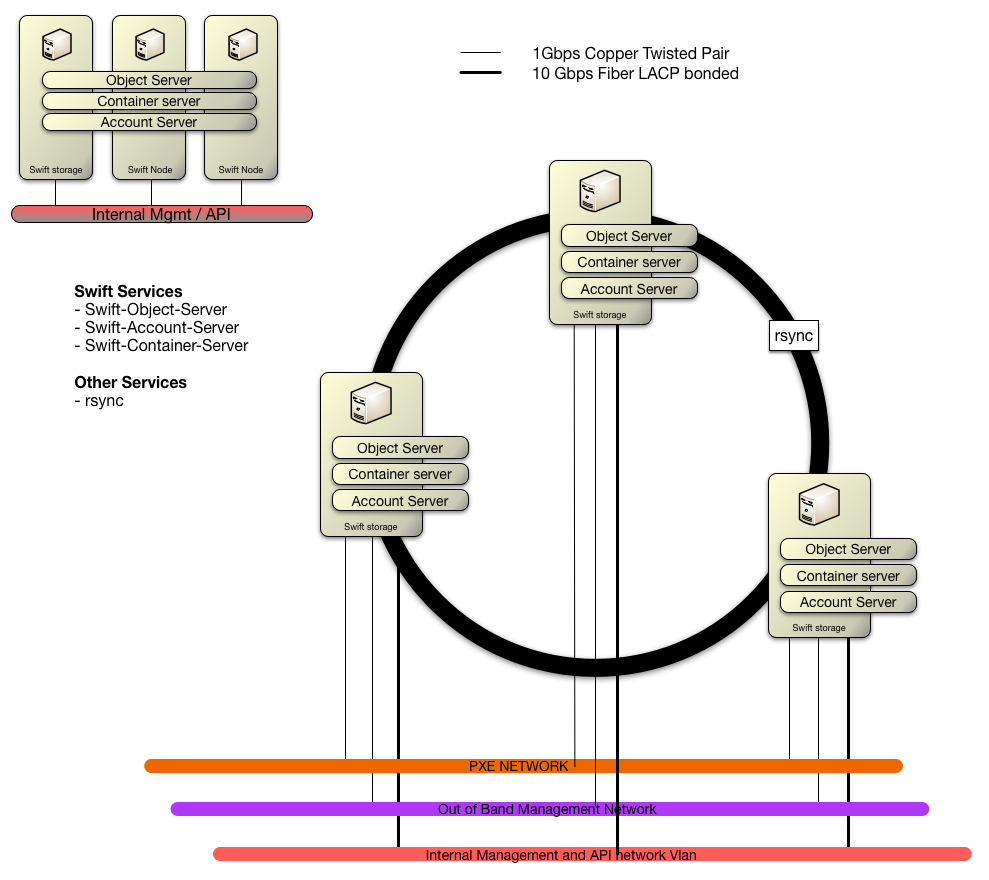 Object Server
Container server
Account Server
Swift storage
Swift Node
Swift Node
Internal Mgmt / API
1Gbps Copper Twisted Pair
10 Gbps Fiber LACP bonded
Swift Services
- Swift-Object-Server
- Swift-Account-Server
- Swift-Container-Server
Other Services
- rsync
Object Server
Container server
Account Server
Swift storage
rsync
Object Server
Container server
Account Server
Swift storage
Object Server
Container server
Account Server
Swift storage
PXE NETWORK
Out of Band Management Network
Internal Management and API network Vlan